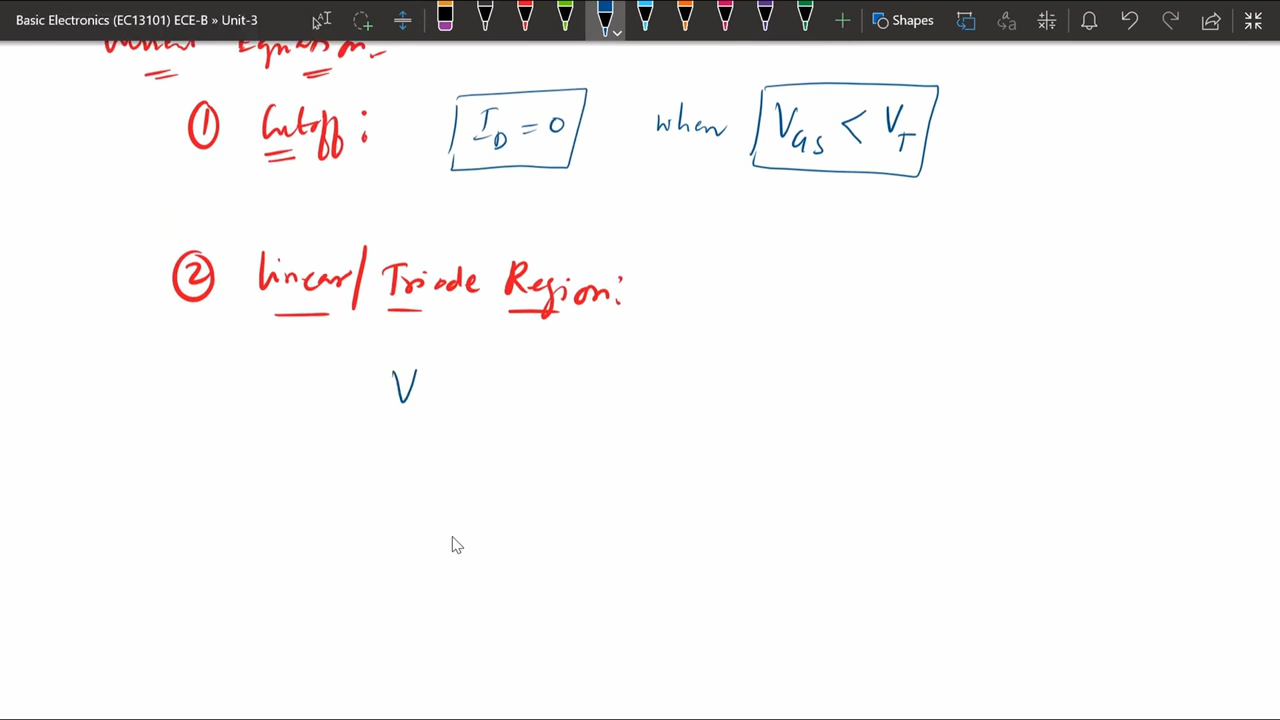 Basic Electronics (EC13101) ECE-B » Unit-3
Shapes
① Cutoff: I_D = 0 when V_GS < V_T
② Linear/Triode Region:
V